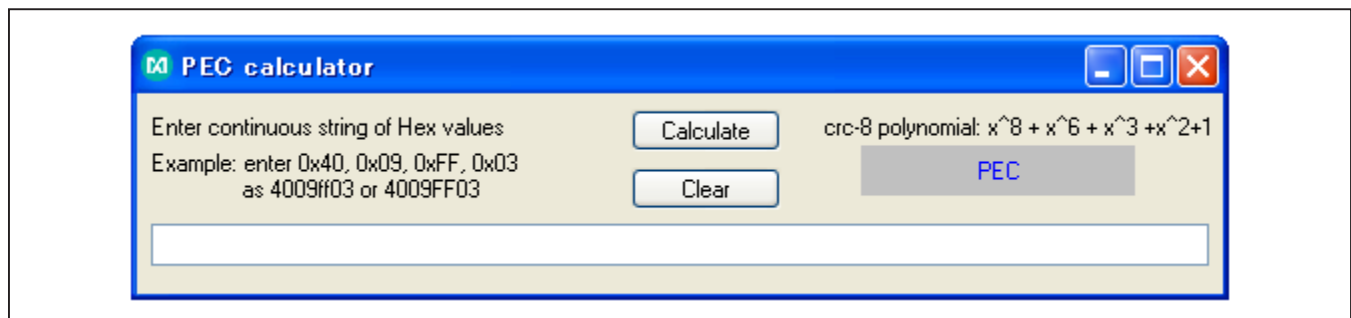 PEC calculator
Enter continuous string of Hex values
Example: enter 0x40, 0x09, 0xFF, 0x03
as 4009ff03 or 4009FF03
Calculate
Clear
crc-8 polynomial: x^8 + x^6 + x^3 +x^2+1
PEC